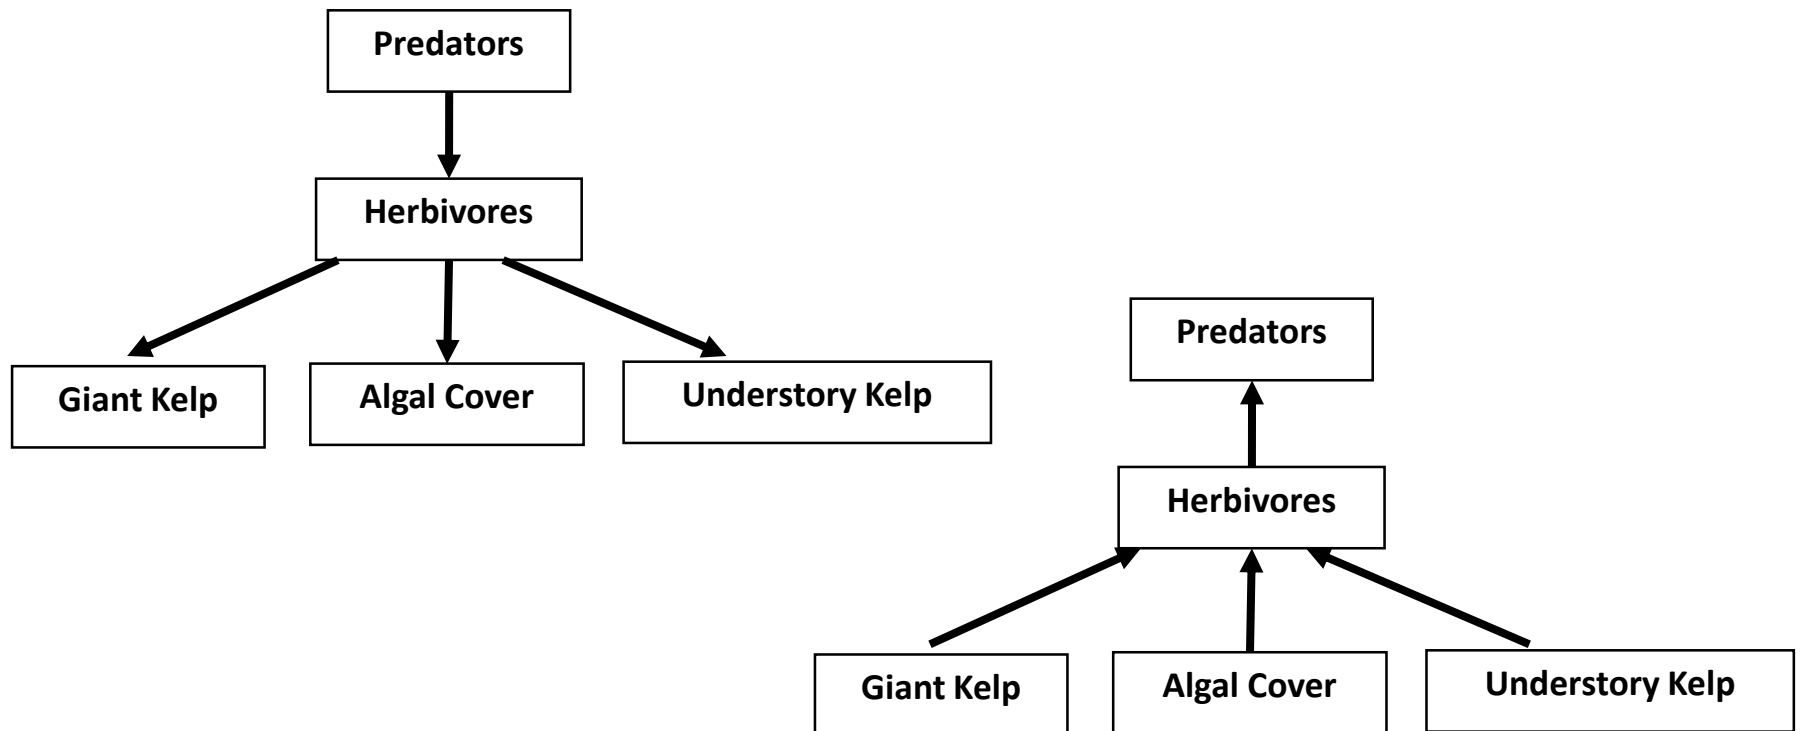 Predators
Herbivores
Giant Kelp
Algal Cover
Understory Kelp
Predators
Herbivores
Giant Kelp
Algal Cover
Understory Kelp